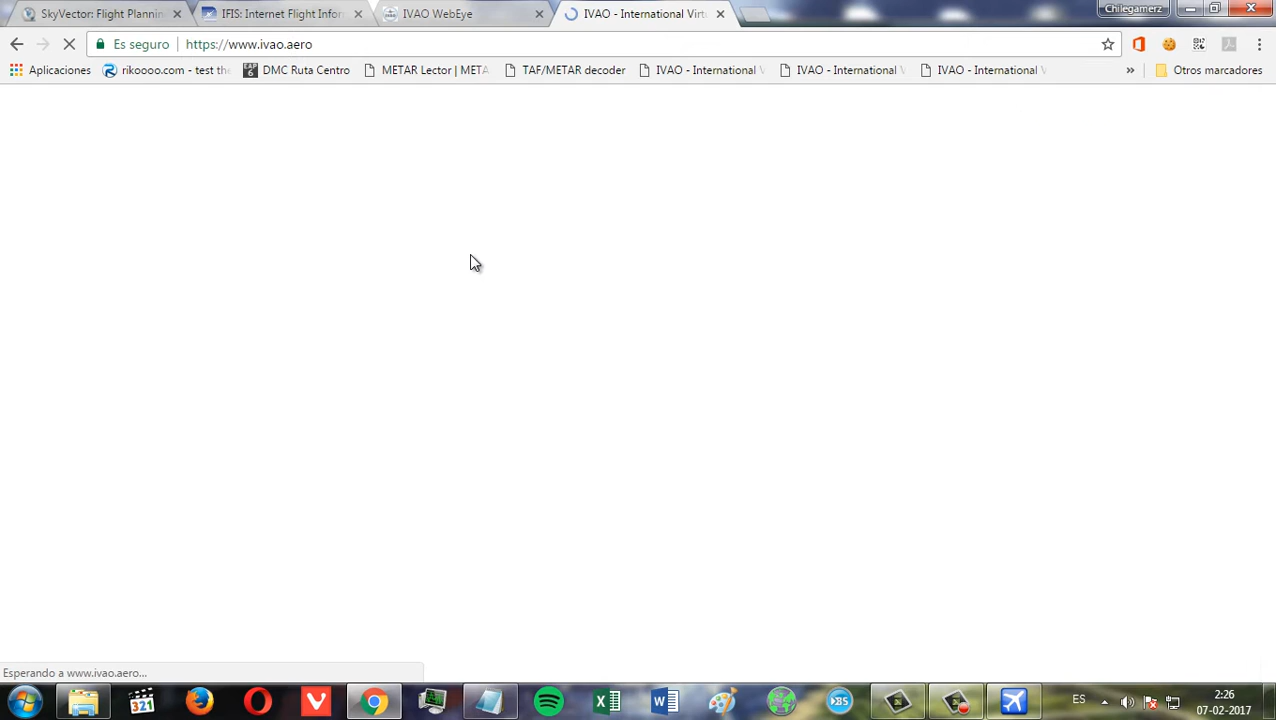 SkyVector: Flight Plannin
IFIS: Internet Flight Infor
IVAO WebEye
IVAO - International Virtu
Chilegamerz
Es seguro
https://www.ivao.aero
Aplicaciones
rikoooo.com - test the
DMC Ruta Centro
METAR Lector | META
TAF/METAR decoder
IVAO - International V
IVAO - International V
IVAO - International V
»
Otros marcadores
Esperando a www.ivao.aero...
321
ES
2:26
07-02-2017